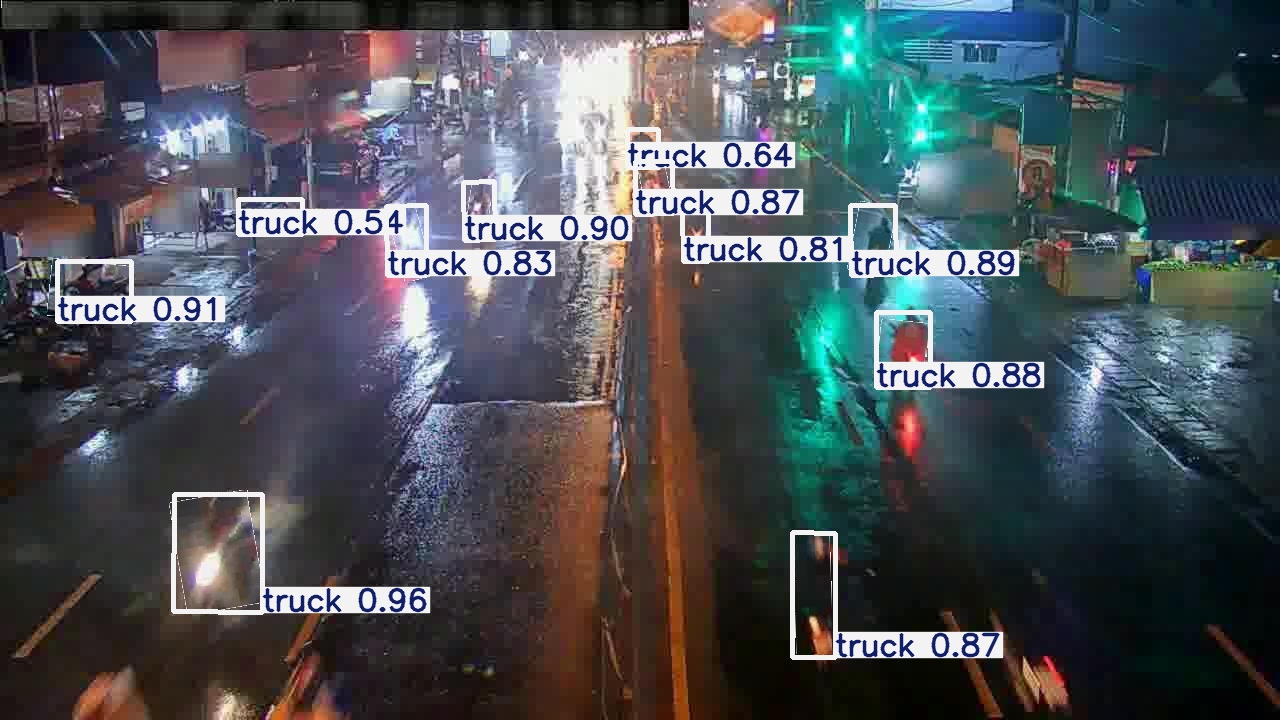 truck 0.64
truck 0.87
truck 0.54
truck 0.90
truck 0.81
truck 0.83
truck 0.89
truck 0.91
truck 0.88
truck 0.96
truck 0.87